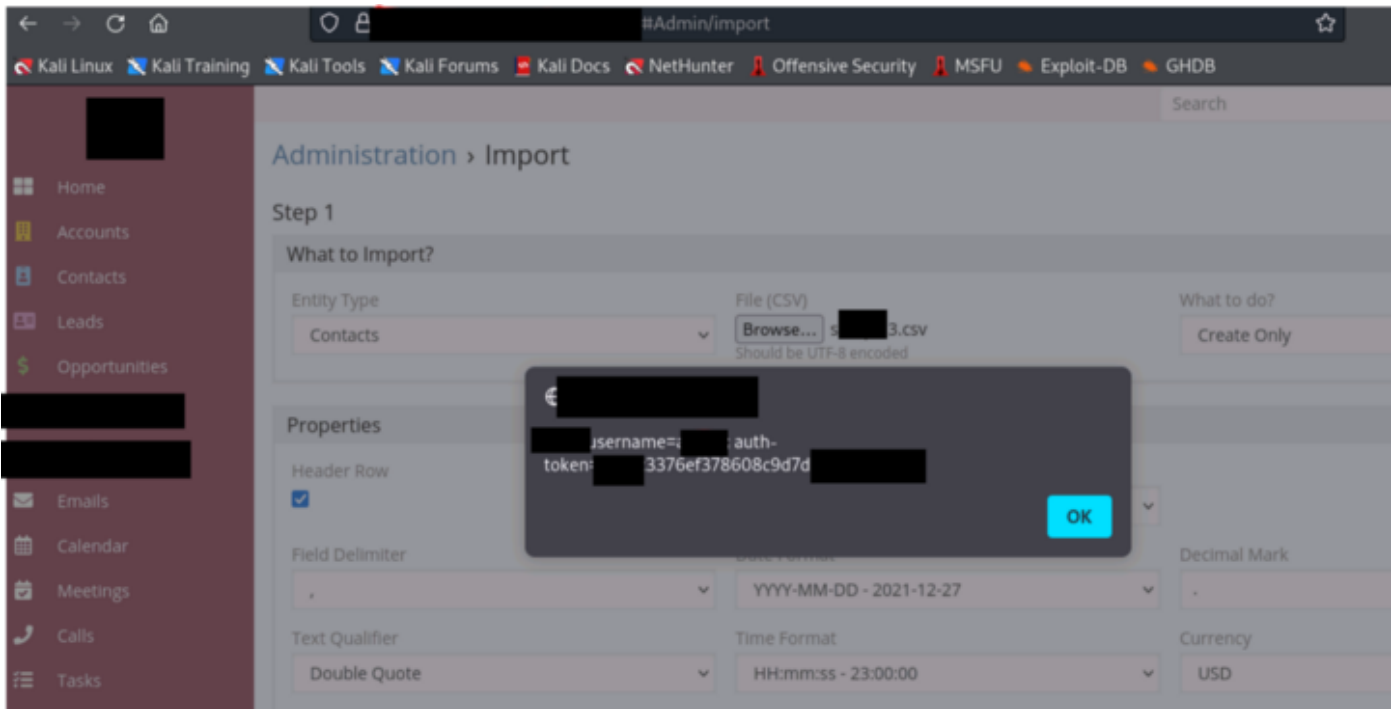 #Admin/import
Kali Linux Kali Training Kali Tools Kali Forums Kali Docs NetHunter Offensive Security MSFU Exploit-DB GHDB
Search
Administration › Import
Home
Step 1
Accounts
What to Import?
Contacts
Entity Type File (CSV) What to do?
Leads
Contacts Browse... s 3.csv Create Only
Should be UTF-8 encoded
Opportunities
Properties
username=a auth-
token= 3376ef378608c9d7d
Header Row
Emails
OK
Calendar
Field Delimiter Date Format Decimal Mark
Meetings
, YYYY-MM-DD - 2021-12-27 .
Calls
Text Qualifier Time Format Currency
Tasks
Double Quote HH:mm:ss - 23:00:00 USD